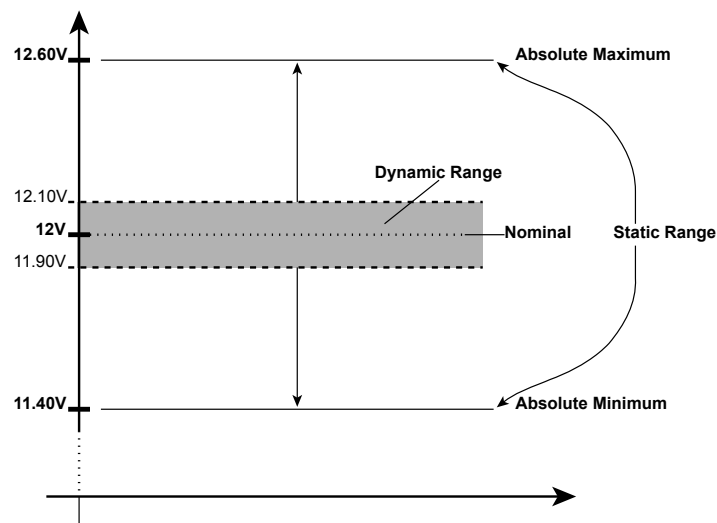 12.60V
Absolute Maximum
Dynamic Range
12.10V
12V
Nominal
Static Range
11.90V
11.40V
Absolute Minimum